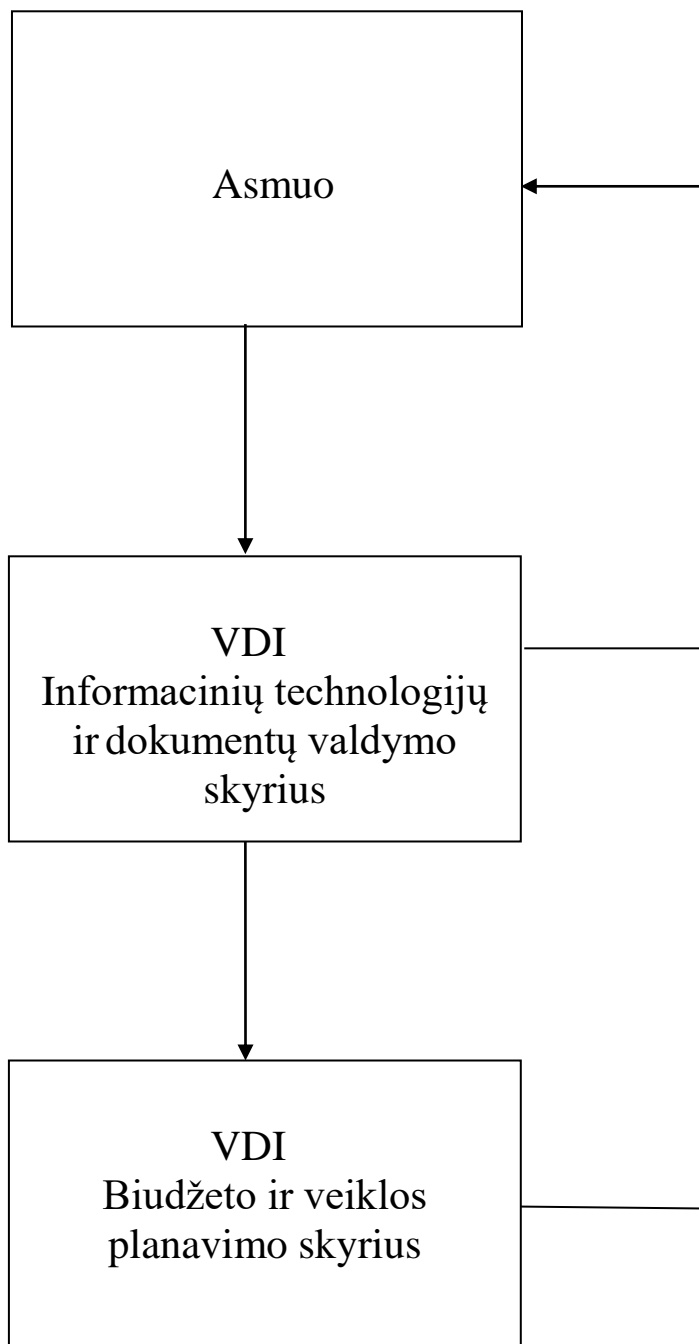 Asmuo
VDI
Informacinių technologijų
ir dokumentų valdymo
skyrius
VDI
Biudžeto ir veiklos
planavimo skyrius